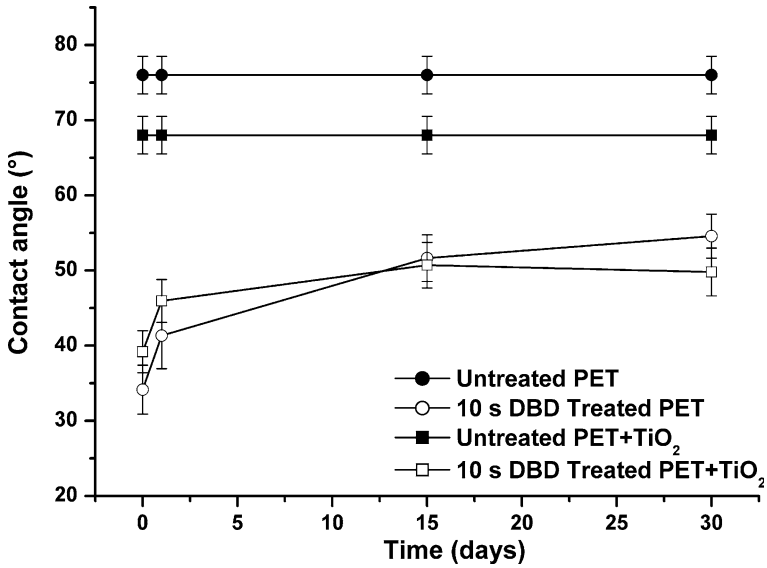 80
70
60
50
40
30
20
Contact angle (°)
Untreated PET
10 s DBD Treated PET
Untreated PET+TiO₂
10 s DBD Treated PET+TiO₂
0 5 10 15 20 25 30
Time (days)